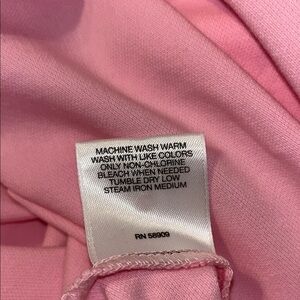 MACHINE WASH WARM
WASH WITH LIKE COLORS
ONLY NON-CHLORINE
BLEACH WHEN NEEDED
TUMBLE DRY LOW
STEAM IRON MEDIUM
RN 58909